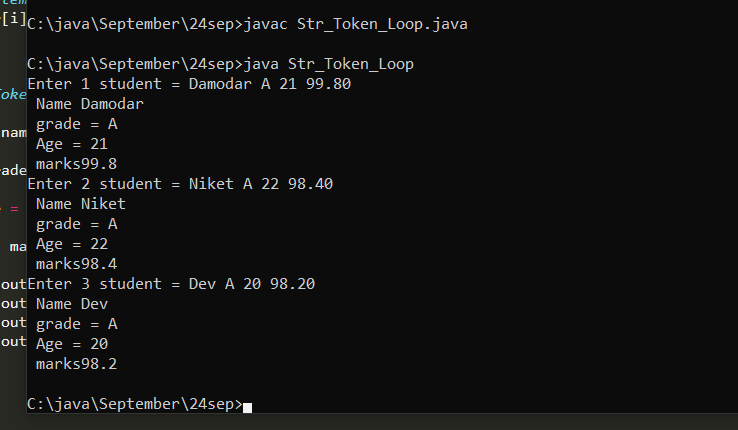 [i]
C:\java\September\24sep>javac Str_Token_Loop.java
C:\java\September\24sep>java Str_Token_Loop
Enter 1 student = Damodar A 21 99.80
Name Damodar
grade = A
Age = 21
marks99.8
Enter 2 student = Niket A 22 98.40
Name Niket
grade = A
Age = 22
marks98.4
Enter 3 student = Dev A 20 98.20
Name Dev
grade = A
Age = 20
marks98.2
C:\java\September\24sep>
oke
nam
ade
=
ma
out
out
out
out